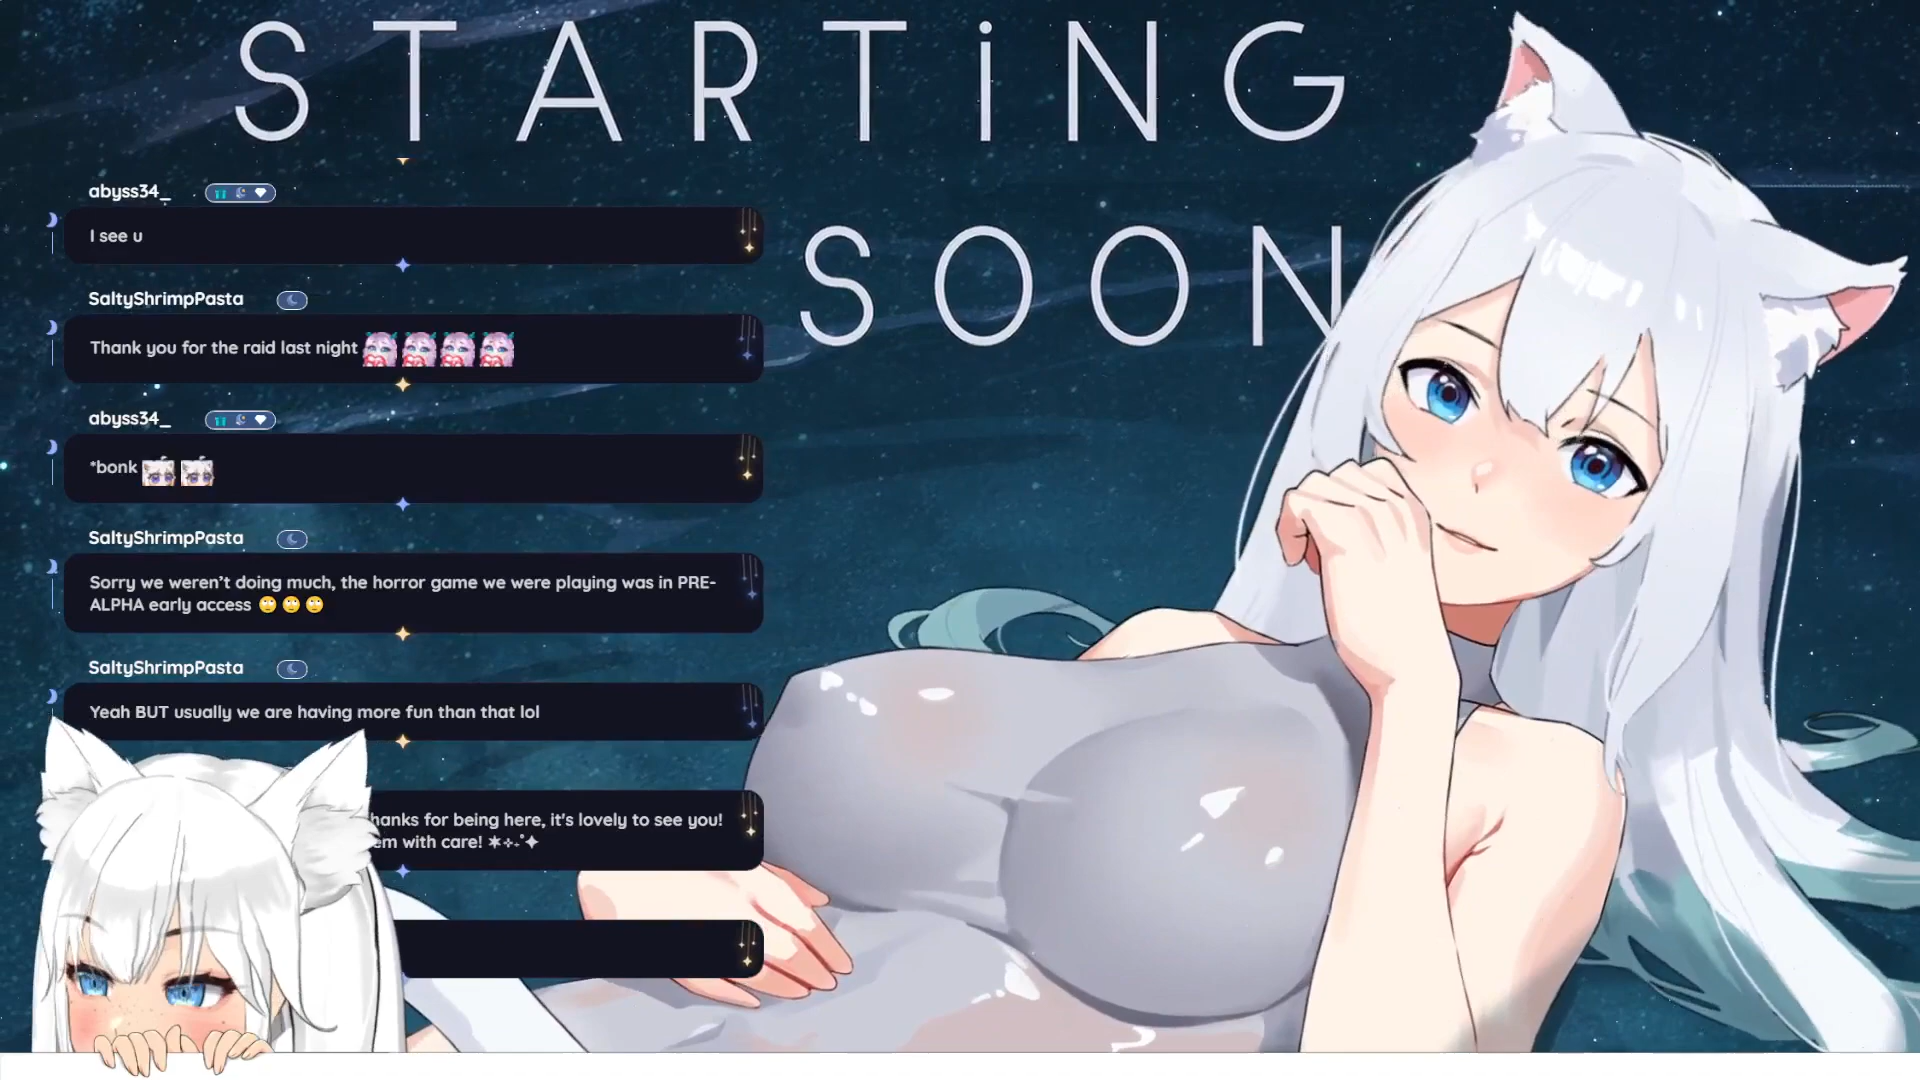 STARTiNG
SOON
abyss34_
I see u
SaltyShrimpPasta
Thank you for the raid last night
abyss34_
*bonk
SaltyShrimpPasta
Sorry we weren't doing much, the horror game we were playing was in PRE-
ALPHA early access 🙄 🙄 🙄
SaltyShrimpPasta
Yeah BUT usually we are having more fun than that lol
for being here, it's lovely to see you!
with care!